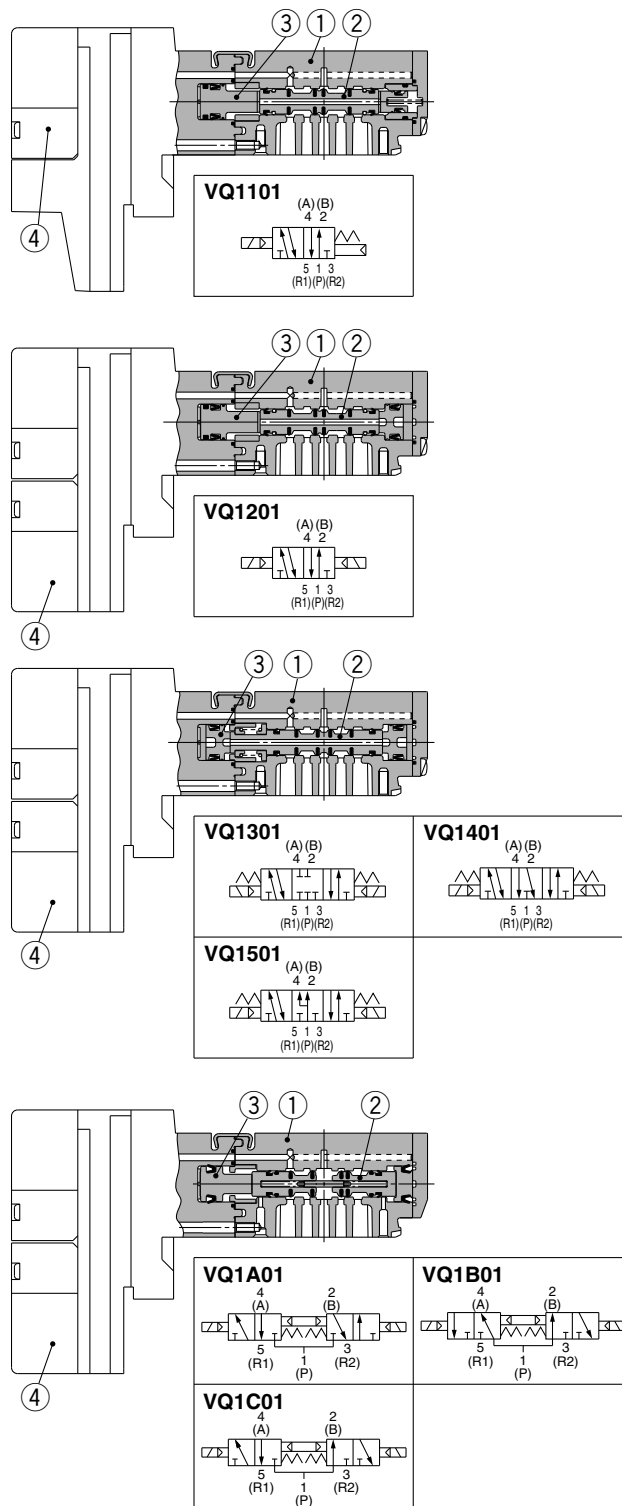 ③ ① ②
④
VQ1101
(A) (B)
4 2
5 1 3
(R1)(P)(R2)
③ ① ②
④
VQ1201
(A) (B)
4 2
5 1 3
(R1)(P)(R2)
③ ① ②
④
VQ1301
(A) (B)
4 2
5 1 3
(R1)(P)(R2)
VQ1401
(A) (B)
4 2
5 1 3
(R1)(P)(R2)
VQ1501
(A) (B)
4 2
5 1 3
(R1)(P)(R2)
③ ① ②
④
VQ1A01
4 2
(A) (B)
5 3
(R1) 1 (R2)
(P)
VQ1B01
4 2
(A) (B)
5 3
(R1) 1 (R2)
(P)
VQ1C01
4 2
(A) (B)
5 3
(R1) 1 (R2)
(P)